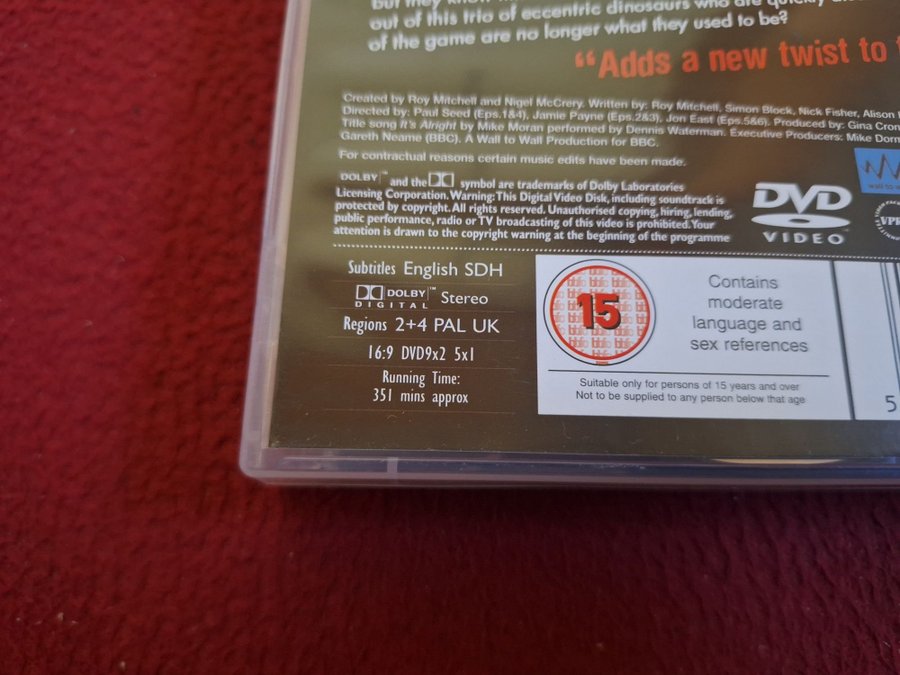 but they know
out of this trio of eccentric dinosaurs who are quickly
of the game are no longer what they used to be?
“Adds a new twist to
Created by Roy Mitchell and Nigel McCrery. Written by: Roy Mitchell, Simon Block, Nick Fisher, Alison
Directed by: Paul Seed (Eps.1&4), Jamie Payne (Eps.2&3), Jon East (Eps.5&6). Produced by: Gina Cron
Title song It's Alright by Mike Moran performed by Dennis Waterman. Executive Producers: Mike Dorn
Gareth Neame (BBC). A Wall to Wall Production for BBC.
For contractual reasons certain music edits have been made.
DOLBY™ and the symbol are trademarks of Dolby Laboratories
Licensing Corporation. Warning: This Digital Video Disk, including soundtrack is
protected by copyright. All rights reserved. Unauthorised copying, hiring, lending,
public performance, radio or TV broadcasting of this video is prohibited. Your
attention is drawn to the copyright warning at the beginning of the programme
DVD
VIDEO
VPR
Subtitles English SDH
DOLBY™
DIGITAL Stereo
Regions 2+4 PAL UK
16:9 DVD9x2 5x1
Running Time:
351 mins approx
15
Contains
moderate
language and
sex references
Suitable only for persons of 15 years and over
Not to be supplied to any person below that age
5